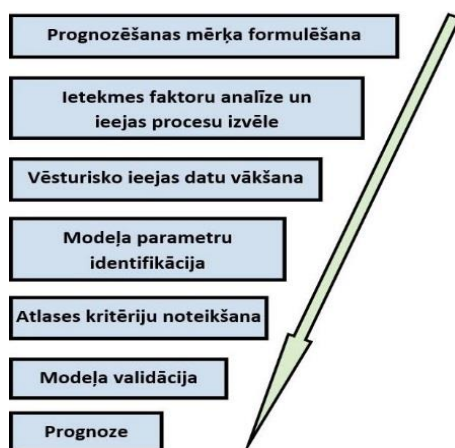 Prognozēšanas mērķa formulēšana
Ietekmes faktoru analīze un
ieejas procesu izvēle
Vēsturisko ieejas datu vākšana
Modeļa parametru
identifikācija
Atlases kritēriju noteikšana
Modeļa validācija
Prognoze